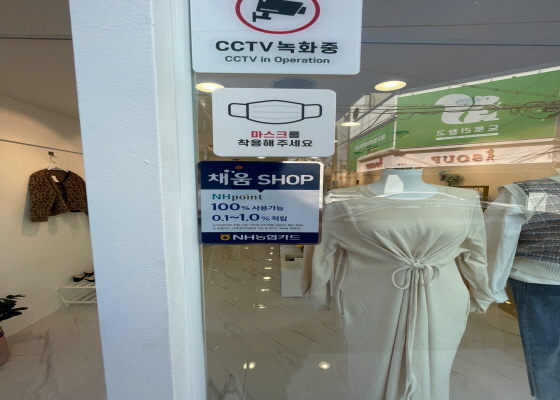 CCTV 녹화중
CCTV in Operation
마스크를
착용해 주세요
채움 SHOP
NHpoint
100% 사용가능
0.1~1.0% 적립
NH농협카드